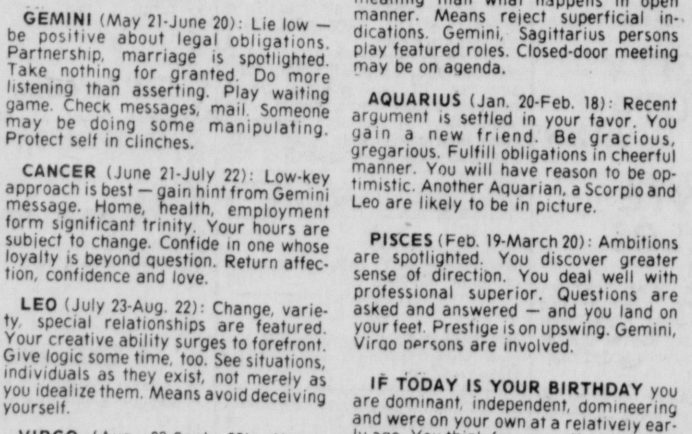 GEMINI (May 21-June 20): Lie low —
be positive about legal obligations.
Partnership, marriage is spotlighted.
Take nothing for granted. Do more
listening than asserting. Play waiting
game. Check messages, mail. Someone
may be doing some manipulating.
Protect self in clinches.
CANCER (June 21-July 22): Low-key
approach is best — gain hint from Gemini
message. Home, health, employment
form significant trinity. Your hours are
subject to change. Confide in one whose
loyalty is beyond question. Return affec-
tion, confidence and love.
LEO (July 23-Aug. 22): Change, varie-
ty, special relationships are featured.
Your creative ability surges to forefront.
Give logic some time, too. See situations,
individuals as they exist, not merely as
you idealize them. Means avoid deceiving
yourself.
VIRGO
meaning than what happens in open
manner. Means reject superficial in-
dications. Gemini, Sagittarius persons
play featured roles. Closed-door meeting
may be on agenda.
AQUARIUS (Jan. 20-Feb. 18): Recent
argument is settled in your favor. You
gain a new friend. Be gracious,
gregarious. Fulfill obligations in cheerful
manner. You will have reason to be op-
timistic. Another Aquarian, a Scorpio and
Leo are likely to be in picture.
PISCES (Feb. 19-March 20): Ambitions
are spotlighted. You discover greater
sense of direction. You deal well with
professional superior. Questions are
asked and answered — and you land on
your feet. Prestige is on upswing. Gemini,
Virgo persons are involved.
IF TODAY IS YOUR BIRTHDAY you
are dominant, independent, domineering
and were on your own at a relatively ear-